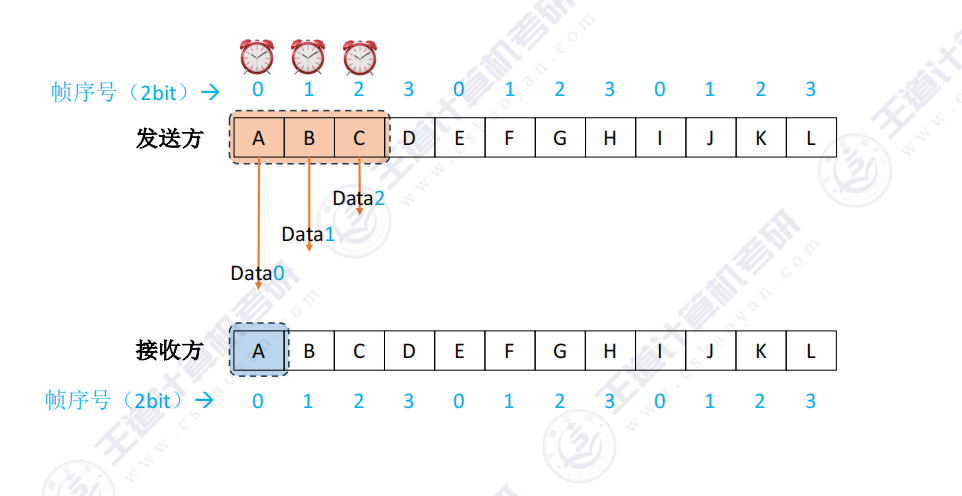 帧序号（2bit）→ 0 1 2 3 0 1 2 3 0 1 2 3
发送方 A B C D E F G H I J K L
Data2
Data1
Data0
接收方 A B C D E F G H I J K L
帧序号（2bit）→ 0 1 2 3 0 1 2 3 0 1 2 3
王道计算机考研
www.cskaoyan.com